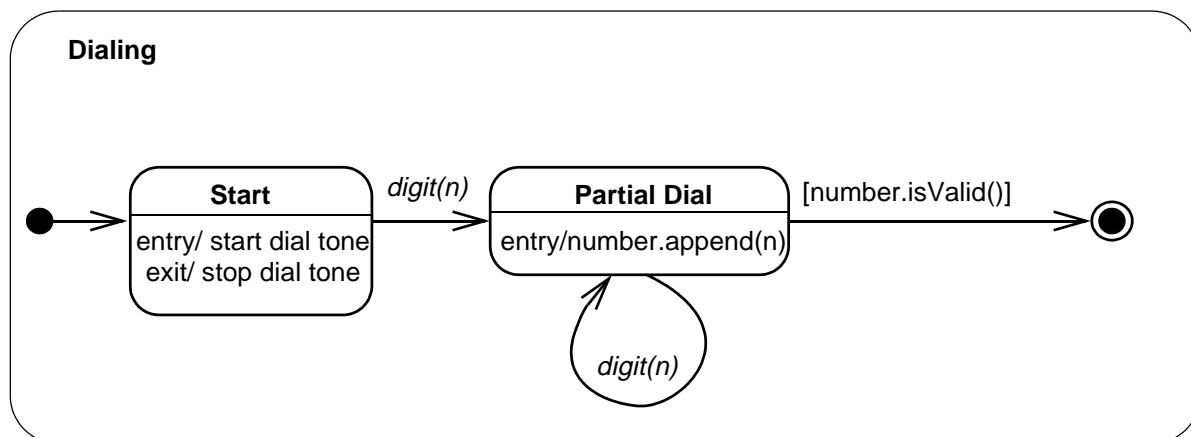 Dialing
Start
entry/ start dial tone
exit/ stop dial tone
digit(n)
Partial Dial
entry/number.append(n)
[number.isValid()]
digit(n)